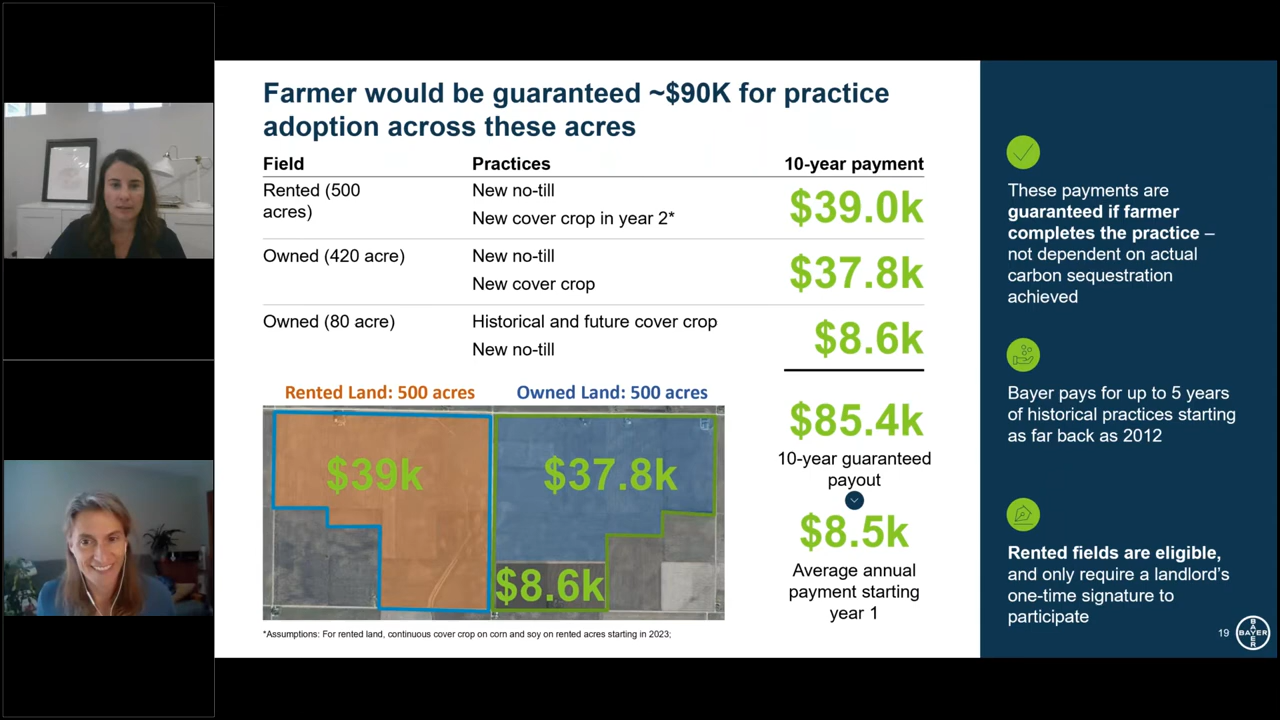 Farmer would be guaranteed ~$90K for practice
adoption across these acres
Field Practices 10-year payment
Rented (500
acres)
New no-till
New cover crop in year 2*
$39.0k
Owned (420 acre)
New no-till
New cover crop
$37.8k
Owned (80 acre)
Historical and future cover crop
New no-till
$8.6k
Rented Land: 500 acres
Owned Land: 500 acres
$39k
$37.8k
$8.6k
$85.4k
10-year guaranteed
payout
$8.5k
Average annual
payment starting
year 1
*Assumptions: For rented land, continuous cover crop on corn and soy on rented acres starting in 2023;
These payments are
guaranteed if farmer
completes the practice –
not dependent on actual
carbon sequestration
achieved
Bayer pays for up to 5 years
of historical practices starting
as far back as 2012
Rented fields are eligible,
and only require a landlord's
one-time signature to
participate
19
BAYER
BAYER